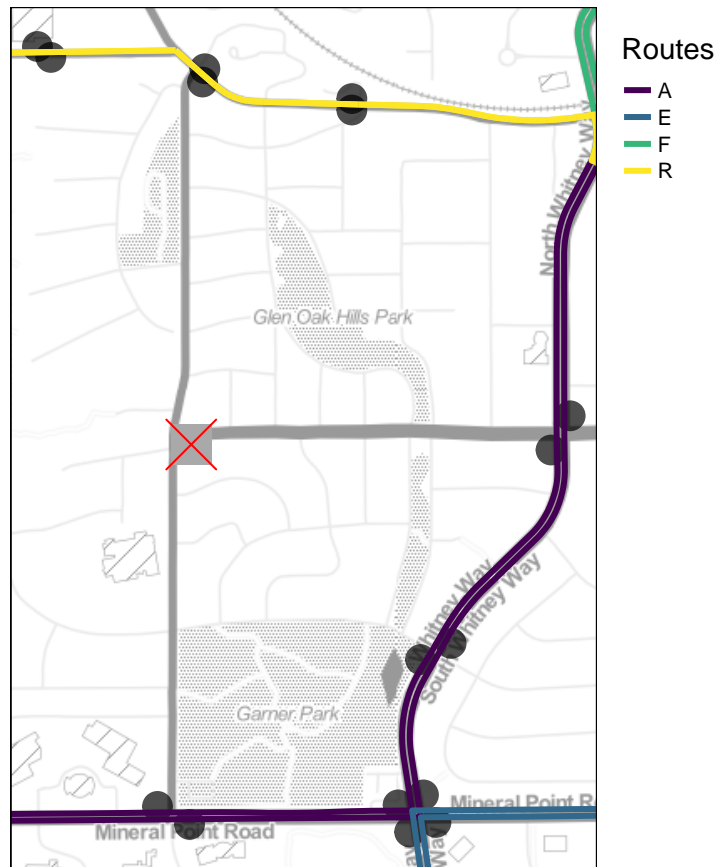 Routes
A
E
F
R
North Whitney Way
Glen Oak Hills Park
Whitney Way
South Whitney Way
Garner Park
Mineral Point R
Mineral Point Road
Way